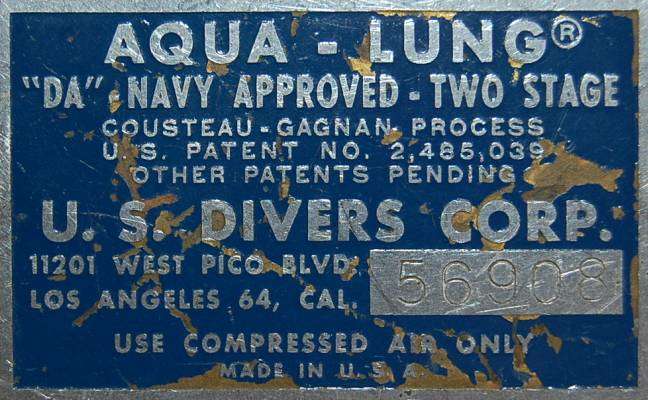 AQUA-LUNG®
"DA" NAVY APPROVED - TWO STAGE
COUSTEAU-GAGNAN PROCESS
U.S. PATENT NO. 2,485,039
OTHER PATENTS PENDING
U. S. DIVERS CORP.
11201 WEST PICO BLVD.
LOS ANGELES 64, CAL.
56908
USE COMPRESSED AIR ONLY
MADE IN U.S.A.